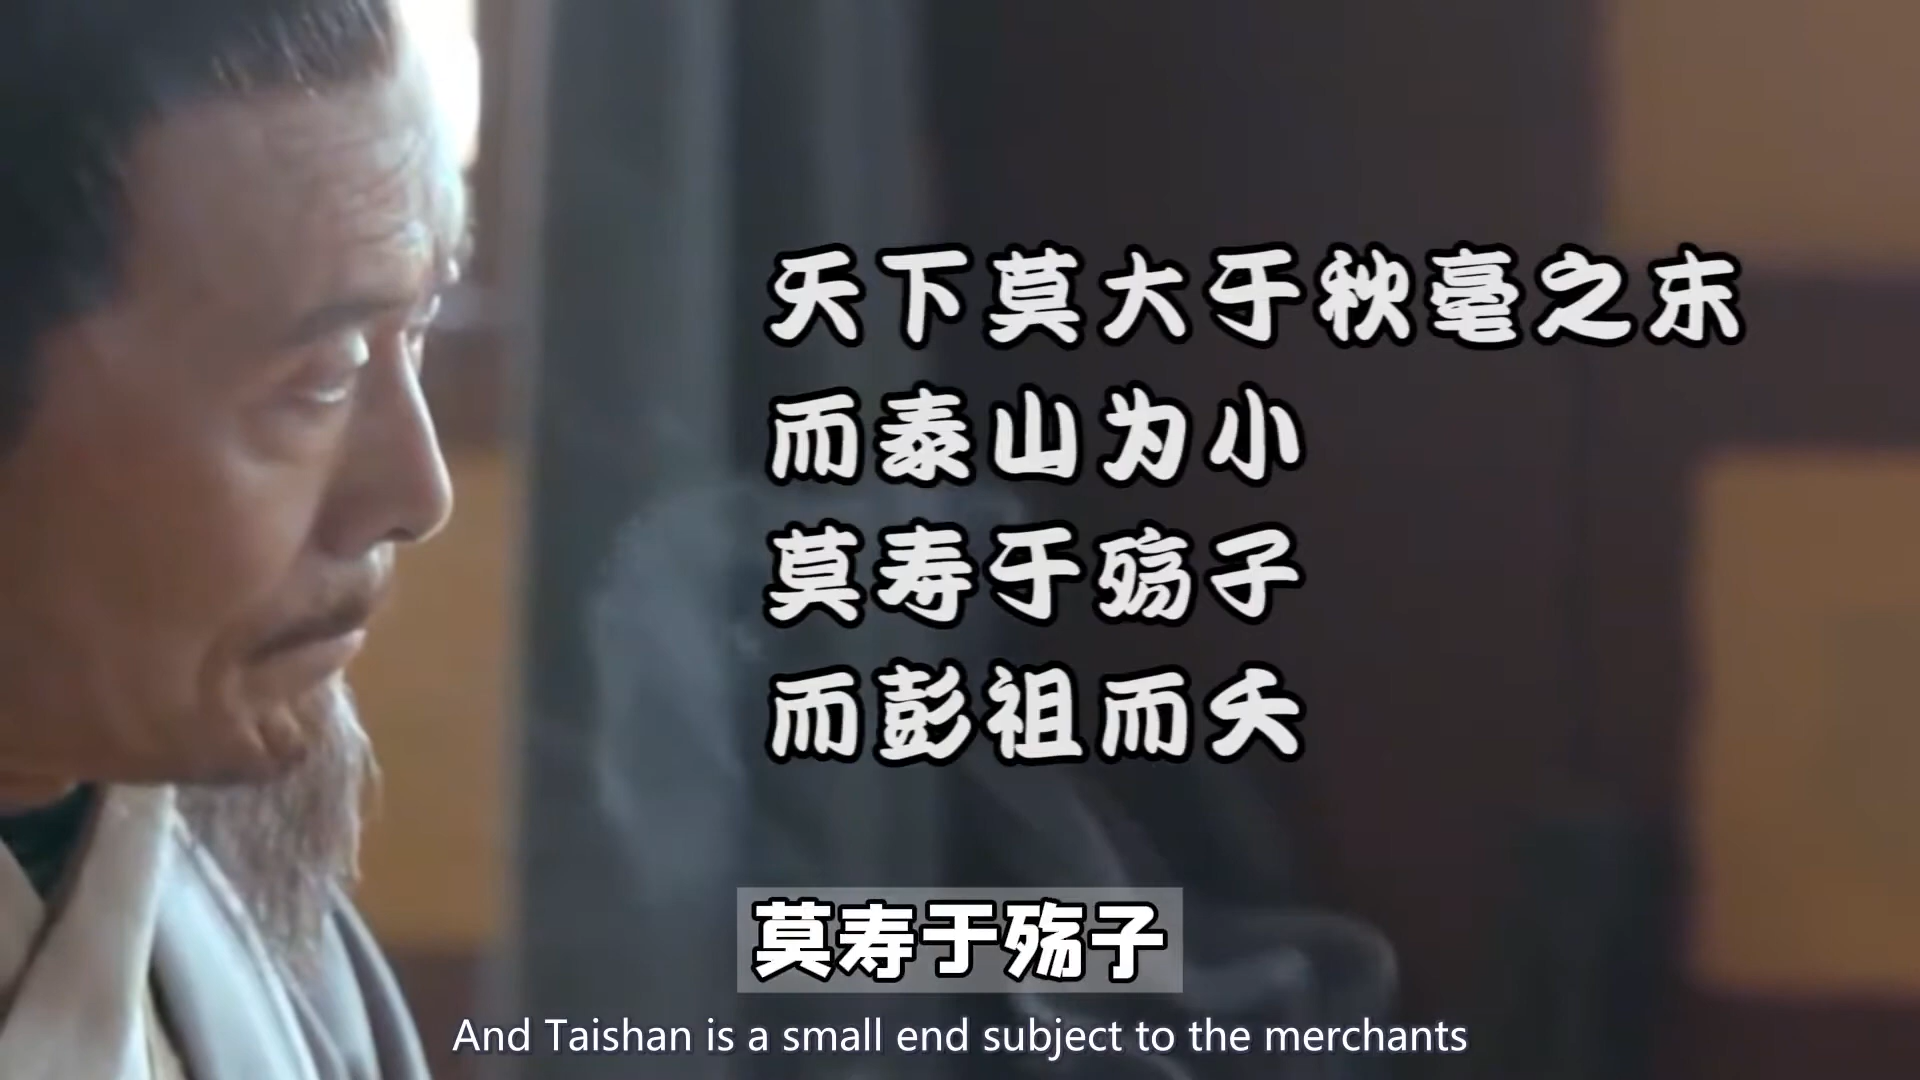 天下莫大于秋毫之末
而泰山为小
莫寿于殇子
而彭祖而夭
莫寿于殇子
And Taishan is a small end subject to the merchants